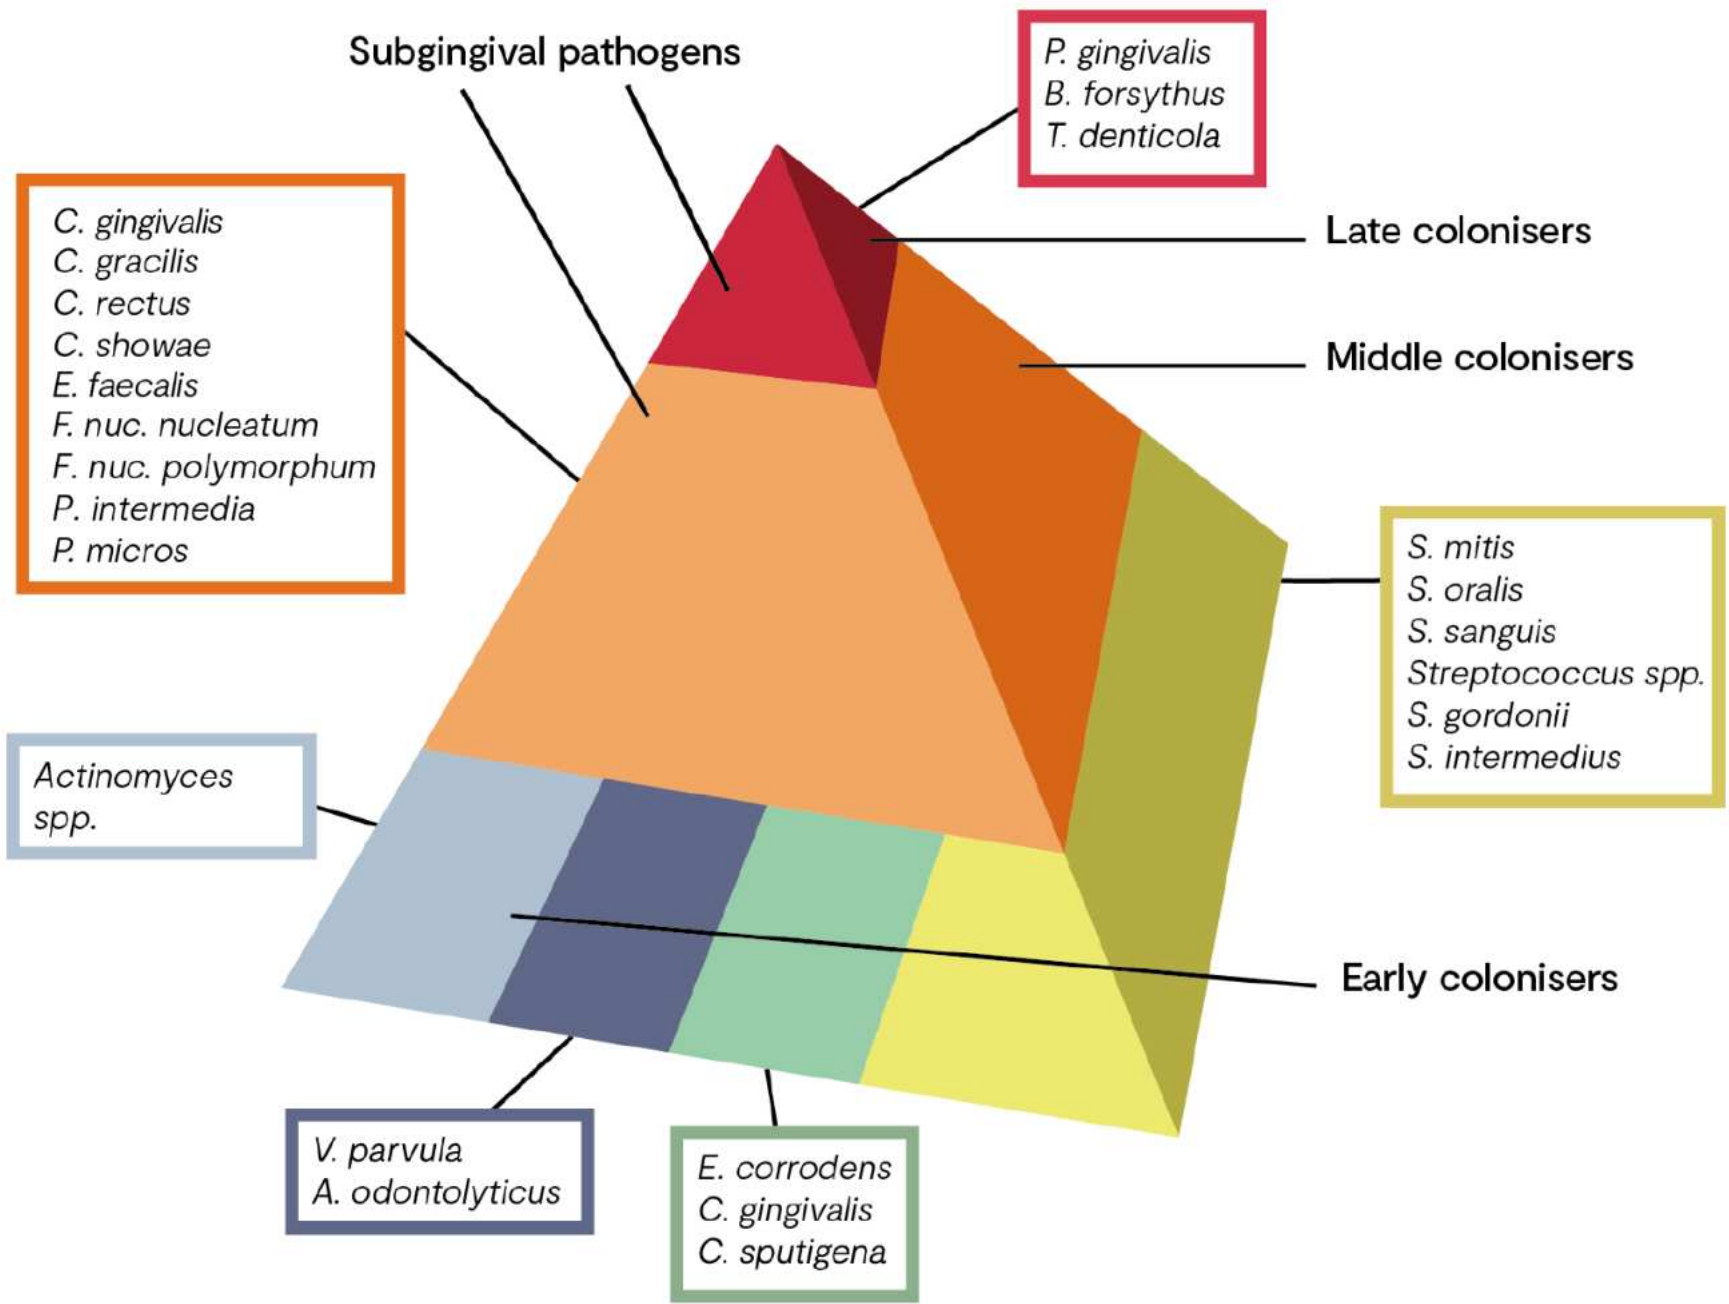 Subgingival pathogens
P. gingivalis
B. forsythus
T. denticola
Late colonisers
Middle colonisers
C. gingivalis
C. gracilis
C. rectus
C. showae
E. faecalis
F. nuc. nucleatum
F. nuc. polymorphum
P. intermedia
P. micros
S. mitis
S. oralis
S. sanguis
Streptococcus spp.
S. gordonii
S. intermedius
Actinomyces
spp.
Early colonisers
V. parvula
A. odontolyticus
E. corrodens
C. gingivalis
C. sputigena